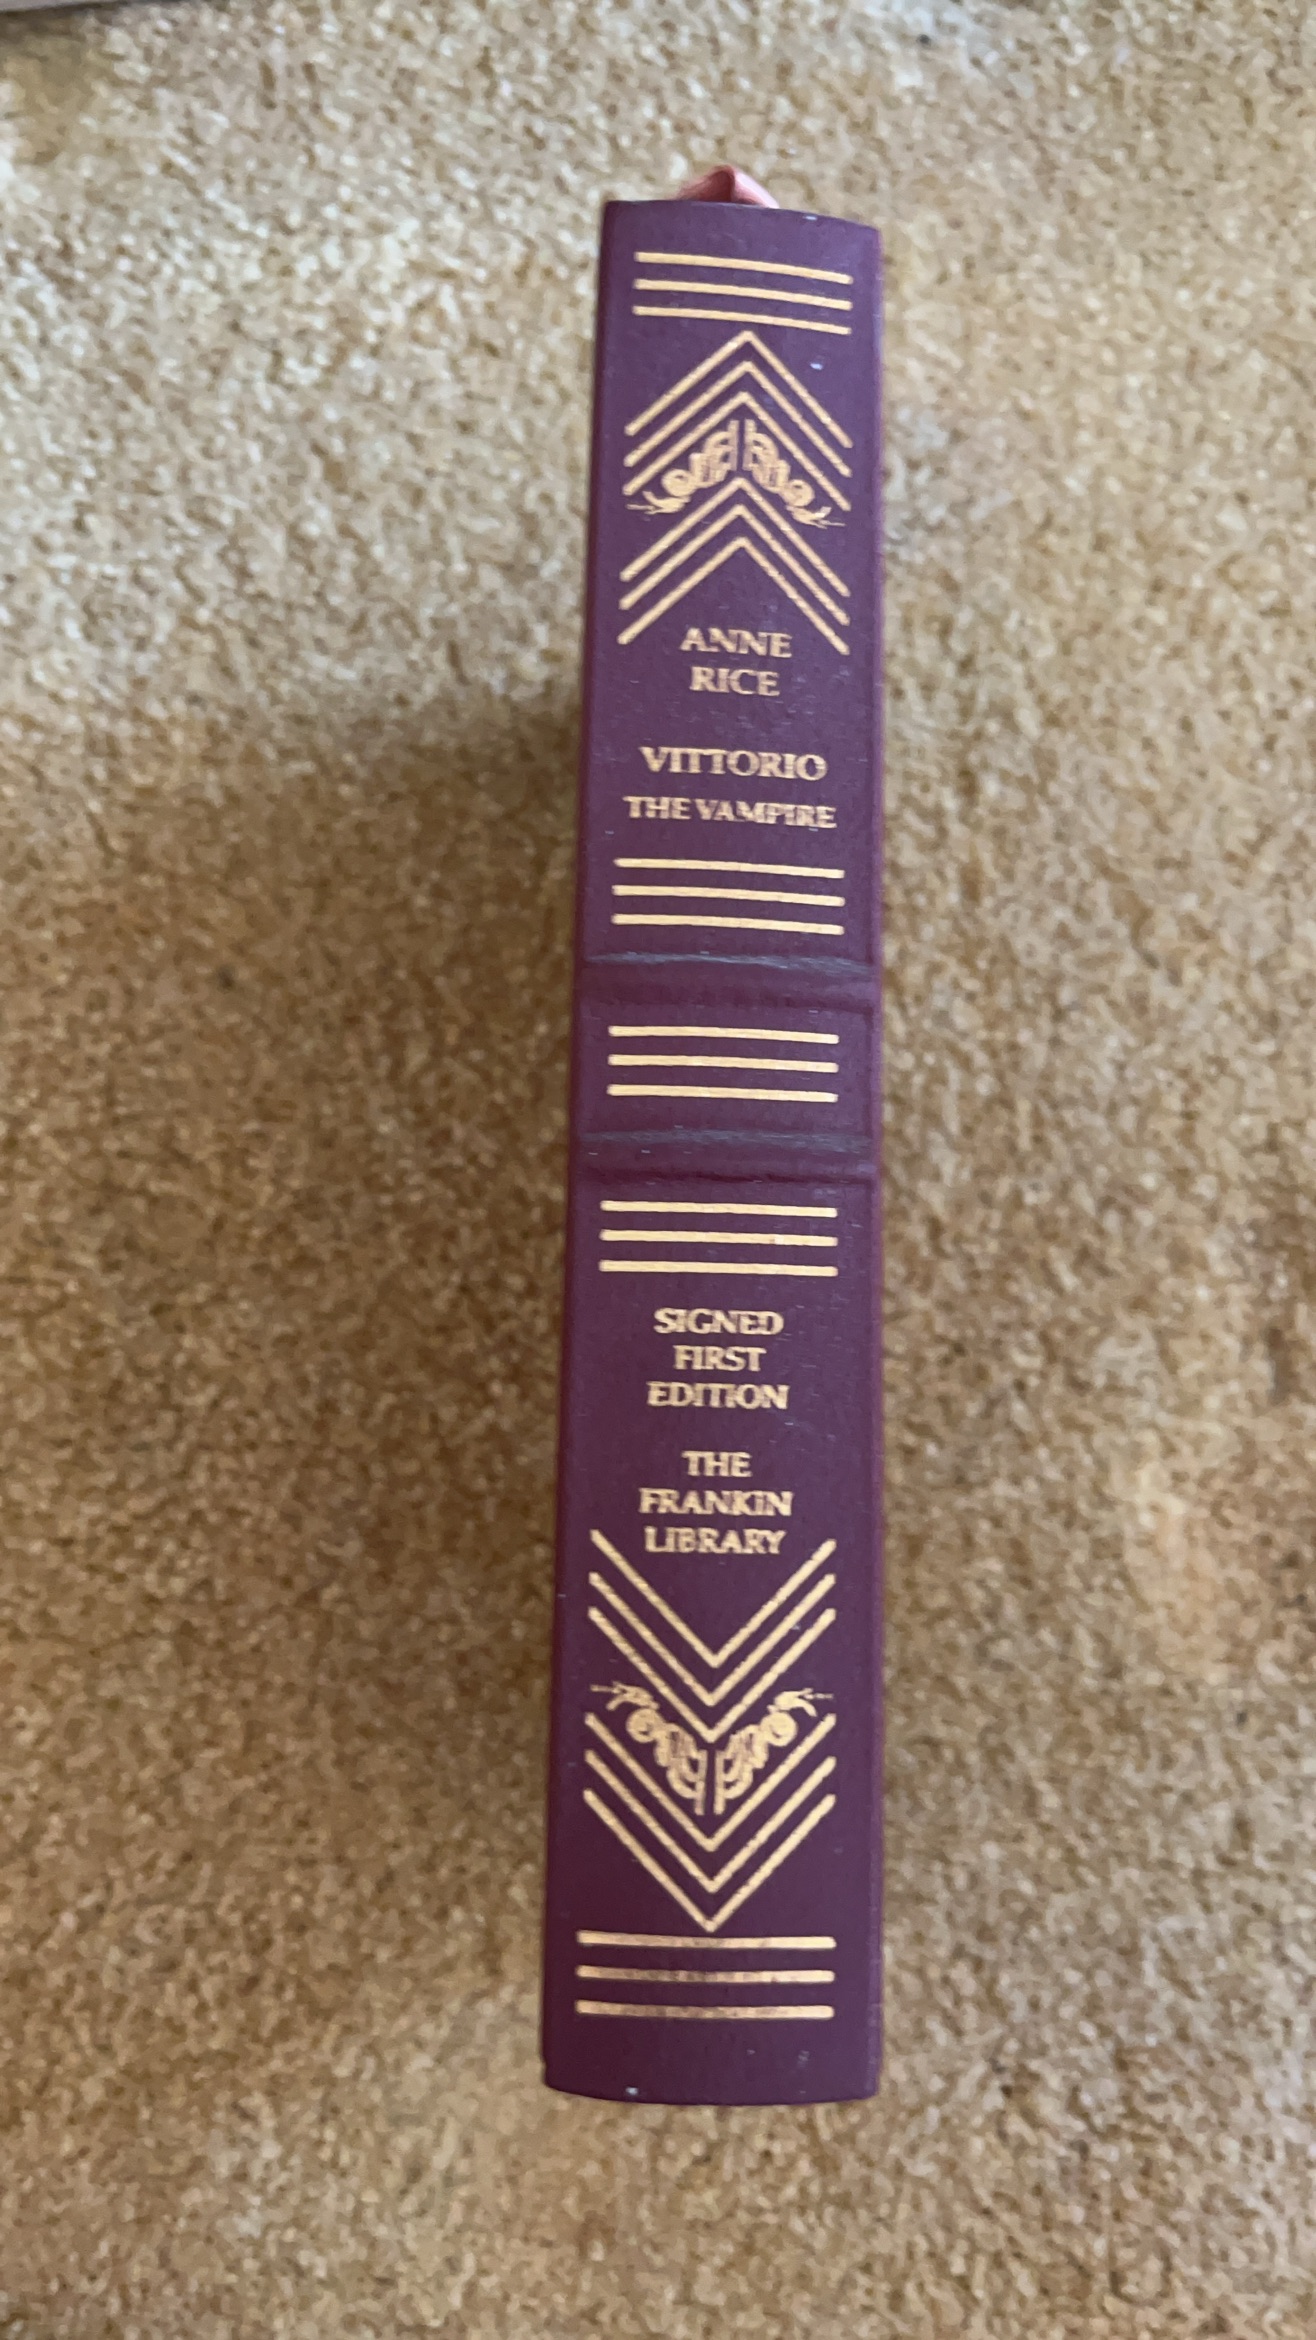 ANNE
RICE
VITTORIO
THE VAMPIRE
SIGNED
FIRST
EDITION
THE
FRANKIN
LIBRARY